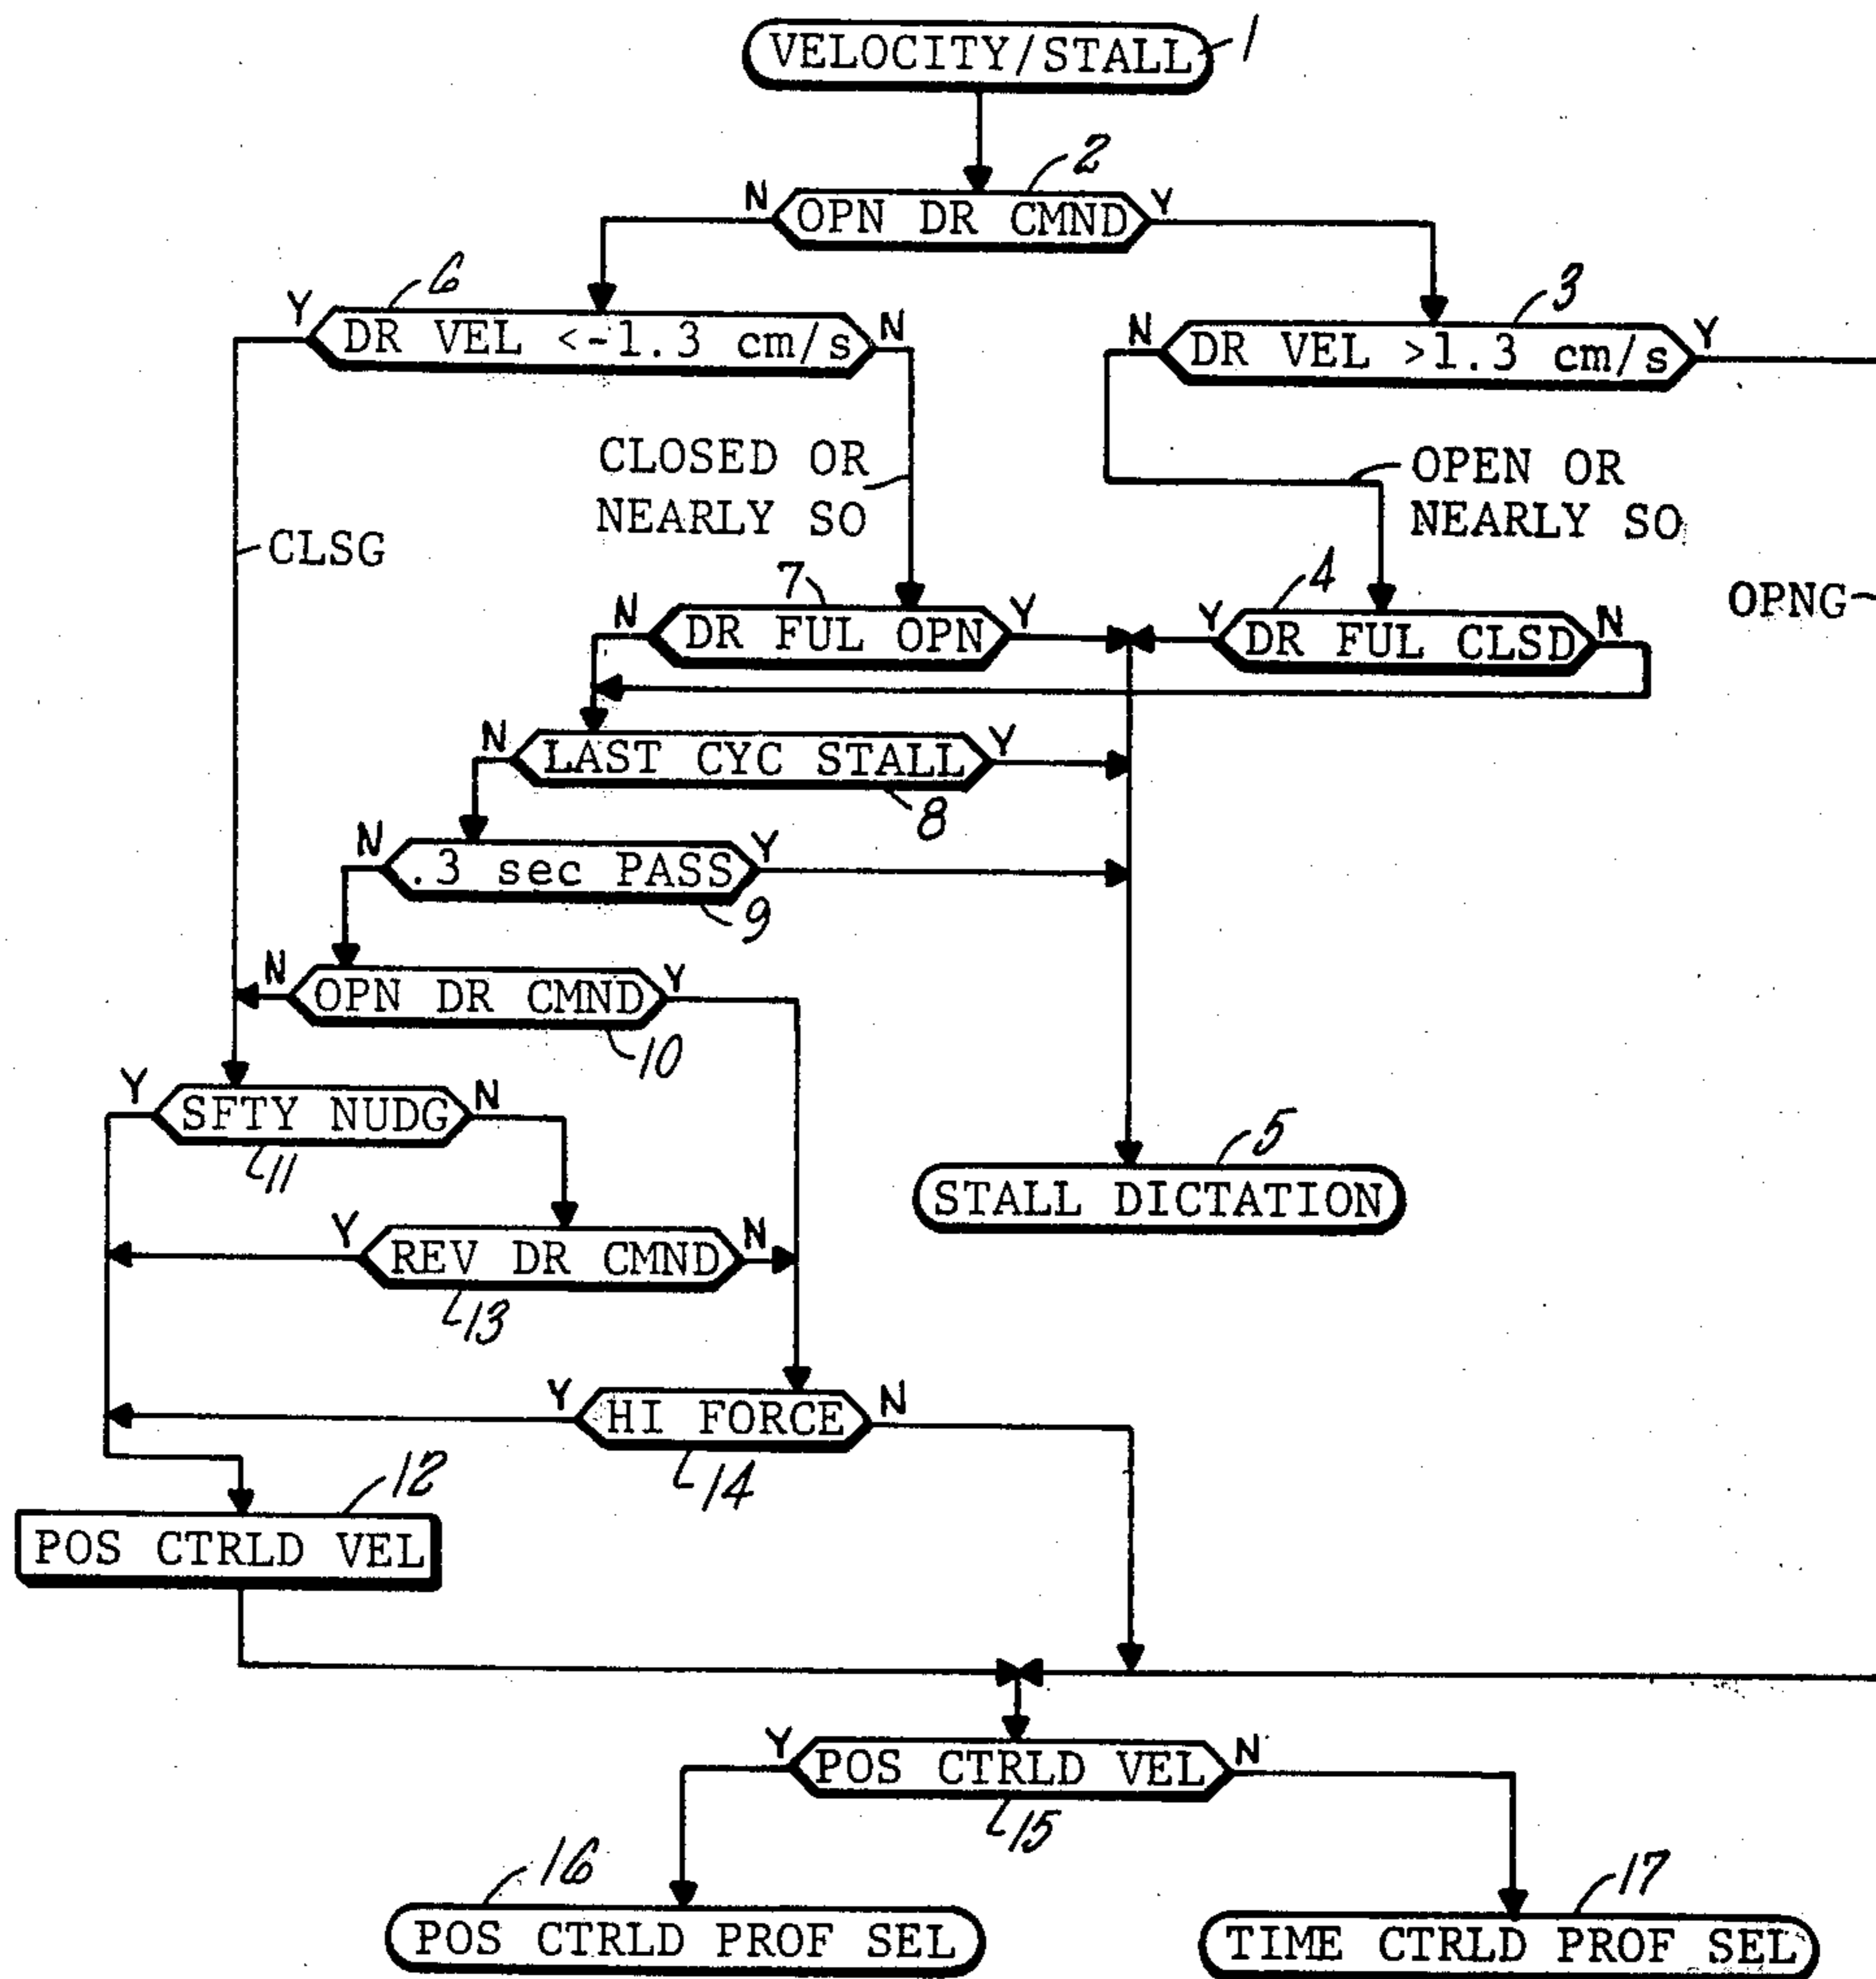 VELOCITY/STALL
1
2
N
OPN DR CMND
Y
6
Y
DR VEL <-1.3 cm/s
N
3
N
DR VEL >1.3 cm/s
Y
CLOSED OR
NEARLY SO
OPEN OR
NEARLY SO
CLSG
OPNG
7
N
DR FUL OPN
Y
4
Y
DR FUL CLSD
N
N
LAST CYC STALL
Y
8
N
.3 sec PASS
Y
9
N
OPN DR CMND
Y
10
Y
SFTY NUDG
N
11
5
STALL DICTATION
Y
REV DR CMND
N
13
Y
HI FORCE
N
14
12
POS CTRLD VEL
Y
POS CTRLD VEL
N
15
16
POS CTRLD PROF SEL
17
TIME CTRLD PROF SEL